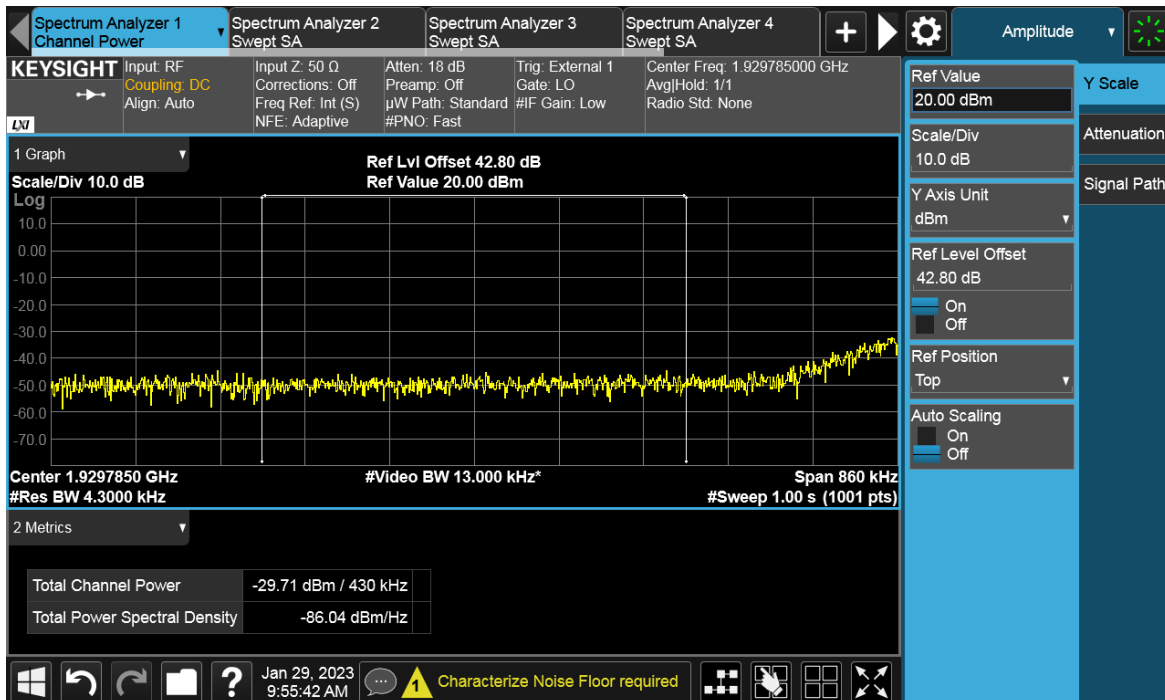 Spectrum Analyzer 1
Channel Power
Spectrum Analyzer 2
Swept SA
Spectrum Analyzer 3
Swept SA
Spectrum Analyzer 4
Swept SA
Amplitude
KEYSIGHT
LXI
Input: RF
Coupling: DC
Align: Auto
Input Z: 50 Ω
Corrections: Off
Freq Ref: Int (S)
NFE: Adaptive
Atten: 18 dB
Preamp: Off
µW Path: Standard
#PNO: Fast
Trig: External 1
Gate: LO
#IF Gain: Low
Center Freq: 1.929785000 GHz
Avg|Hold: 1/1
Radio Std: None
1 Graph
Scale/Div 10.0 dB
Ref Lvl Offset 42.80 dB
Ref Value 20.00 dBm
Log
10.0
0.00
-10.0
-20.0
-30.0
-40.0
-50.0
-60.0
-70.0
Center 1.9297850 GHz
#Video BW 13.000 kHz*
Span 860 kHz
#Res BW 4.3000 kHz
#Sweep 1.00 s (1001 pts)
2 Metrics
Total Channel Power -29.71 dBm / 430 kHz
Total Power Spectral Density -86.04 dBm/Hz
Jan 29, 2023
9:55:42 AM
1
Characterize Noise Floor required
Ref Value
20.00 dBm
Scale/Div
10.0 dB
Y Axis Unit
dBm
Ref Level Offset
42.80 dB
On
Off
Ref Position
Top
Auto Scaling
On
Off
Y Scale
Attenuation
Signal Path